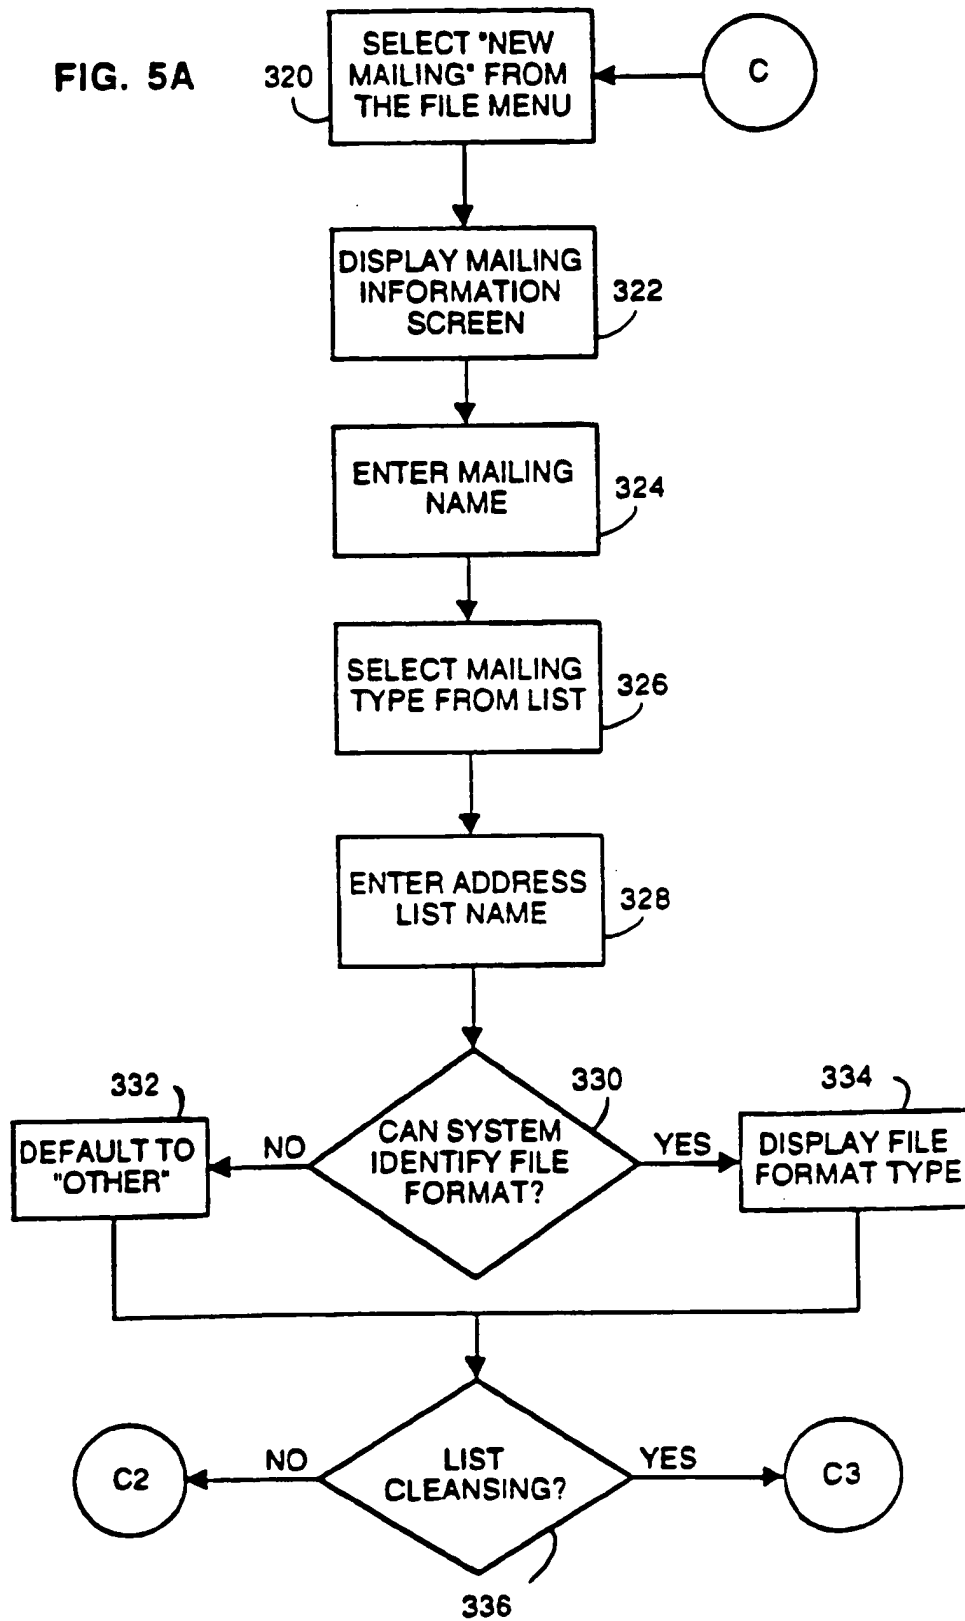 FIG. 5A
320
SELECT "NEW
MAILING" FROM
THE FILE MENU
C
DISPLAY MAILING
INFORMATION
SCREEN
322
ENTER MAILING
NAME
324
SELECT MAILING
TYPE FROM LIST
326
ENTER ADDRESS
LIST NAME
328
332
330
334
DEFAULT TO
"OTHER"
NO
CAN SYSTEM
IDENTIFY FILE
FORMAT?
YES
DISPLAY FILE
FORMAT TYPE
C2
NO
LIST
CLEANSING?
YES
C3
336